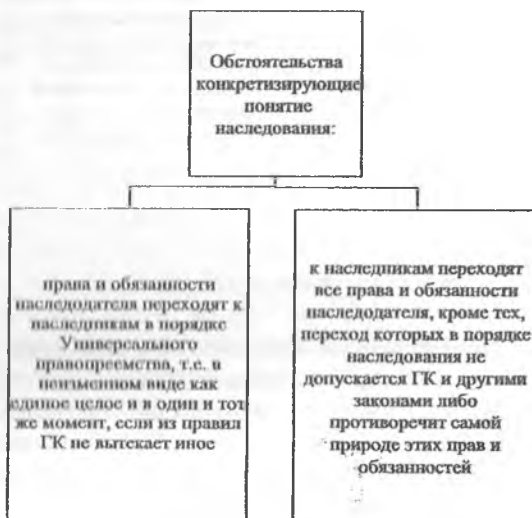 Обстоятельства
конкретизирующие
понятие
наследования:
права и обязанности
наследодателя переходят к
наследникам в порядке
Универсального
правопреемства, т.е. в
неизменном виде как
единое целое и в один и тот
же момент, если из правил
ГК не вытекает иное
к наследникам переходят
все права и обязанности
наследодателя, кроме тех,
переход которых в порядке
наследования не
допускается ГК и другими
законами либо
противоречит самой
природе этих прав и
обязанностей